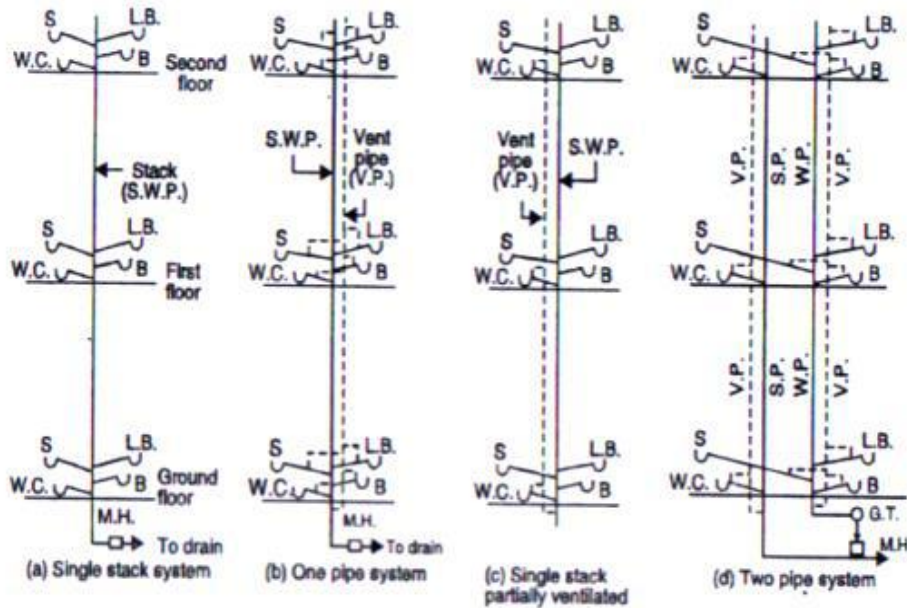 S L.B.
W.C. B
Second
floor
Stack
(S.W.P.)
S L.B.
W.C. B
First
floor
S L.B.
W.C. B
Ground
floor
M.H.
To drain
(a) Single stack system
S L.B.
W.C. B
S.W.P.
Vent
pipe
(V.P.)
S L.B.
W.C. B
S L.B.
W.C. B
M.H.
To drain
(b) One pipe system
S L.B.
W.C. B
Vent
pipe
(V.P.)
S.W.P.
S L.B.
W.C. B
S L.B.
W.C. B
(c) Single stack
partially ventilated
S L.B.
W.C. B
V.P. S.P. W.P. V.P.
S L.B.
W.C. B
V.P. S.P. W.P. V.P.
S L.B.
W.C. B
G.T.
M.H
(d) Two pipe system